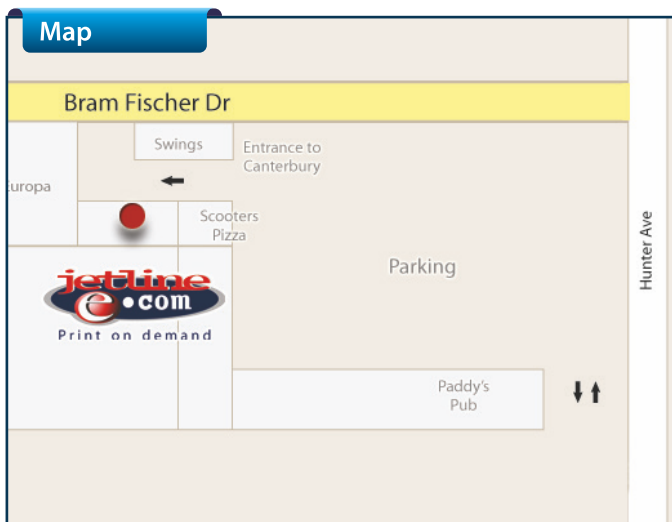 Map
Bram Fischer Dr
Swings
Entrance to
Canterbury
Europa
Scooters
Pizza
Hunter Ave
Parking
jetline
e.com
Print on demand
Paddy's
Pub